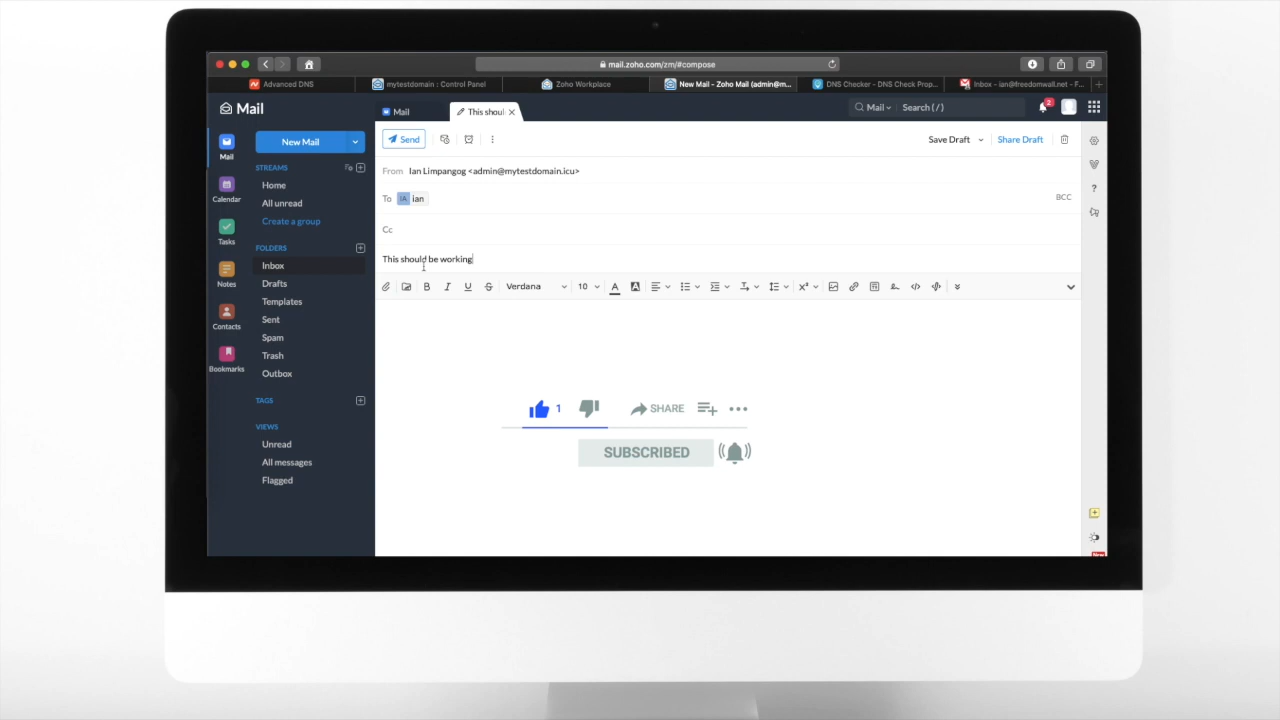 mail.zoho.com/zm/#compose
Advanced DNS
mytestdomain : Control Panel
Zoho Workplace
New Mail - Zoho Mail (admin@m...
DNS Checker - DNS Check Prop...
Inbox - ian@freedomwall.net - F...
Mail
Mail
This shoul
Mail
Search ( / )
2
Mail
Calendar
Tasks
Notes
Contacts
Bookmarks
New Mail
STREAMS
Home
All unread
Create a group
FOLDERS
Inbox
Drafts
Templates
Sent
Spam
Trash
Outbox
TAGS
VIEWS
Unread
All messages
Flagged
Send
Save Draft
Share Draft
From Ian Limpangog <admin@mytestdomain.icu>
To IA ian
BCC
Cc
This should be working
B I U S Verdana 10 A A
1 SHARE
SUBSCRIBED
New